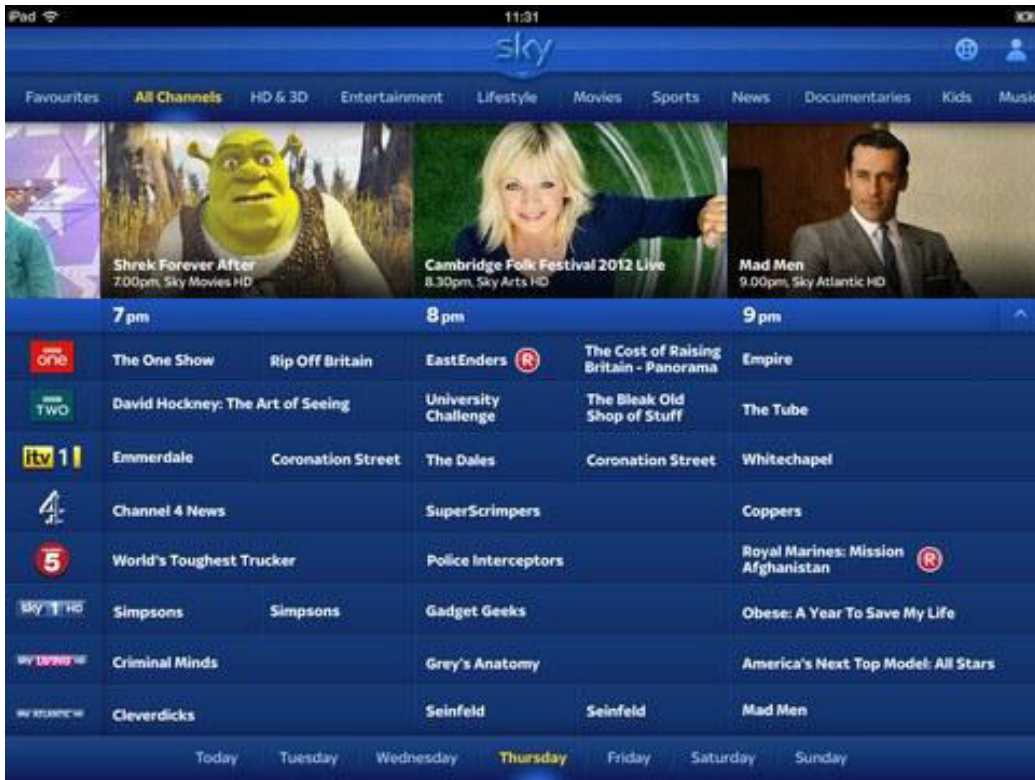 iPad 11:31
sky
Favourites All Channels HD & 3D Entertainment Lifestyle Movies Sports News Documentaries Kids Music
Shrek Forever After
7.00pm, Sky Movies HD
Cambridge Folk Festival 2012 Live
8.30pm, Sky Arts HD
Mad Men
9.00pm, Sky Atlantic HD
7pm 8pm 9pm
one The One Show Rip Off Britain EastEnders R The Cost of Raising
Britain - Panorama Empire
TWO David Hockney: The Art of Seeing University
Challenge The Bleak Old
Shop of Stuff The Tube
itv 1 Emmerdale Coronation Street The Dales Coronation Street Whitechapel
4 Channel 4 News SuperScrimpers Coppers
5 World's Toughest Trucker Police Interceptors Royal Marines: Mission
Afghanistan R
sky 1 HD Simpsons Simpsons Gadget Geeks Obese: A Year To Save My Life
sky LIVING HD Criminal Minds Grey's Anatomy America's Next Top Model: All Stars
sky ATLANTIC HD Cleverdicks Seinfeld Seinfeld Mad Men
Today Tuesday Wednesday Thursday Friday Saturday Sunday